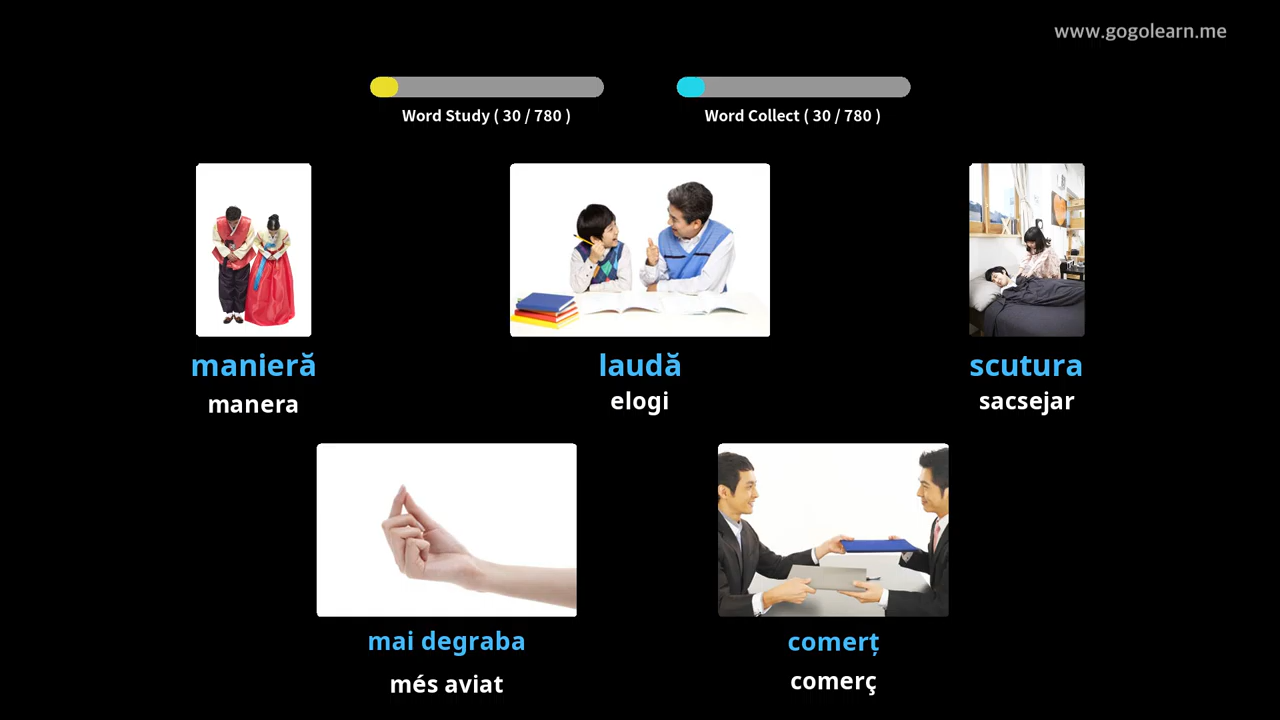 www.gogolearn.me
Word Study ( 30 / 780 )
Word Collect ( 30 / 780 )
manieră
manera
laudă
elogi
scutura
sacsejar
mai degraba
més aviat
comerț
comerç